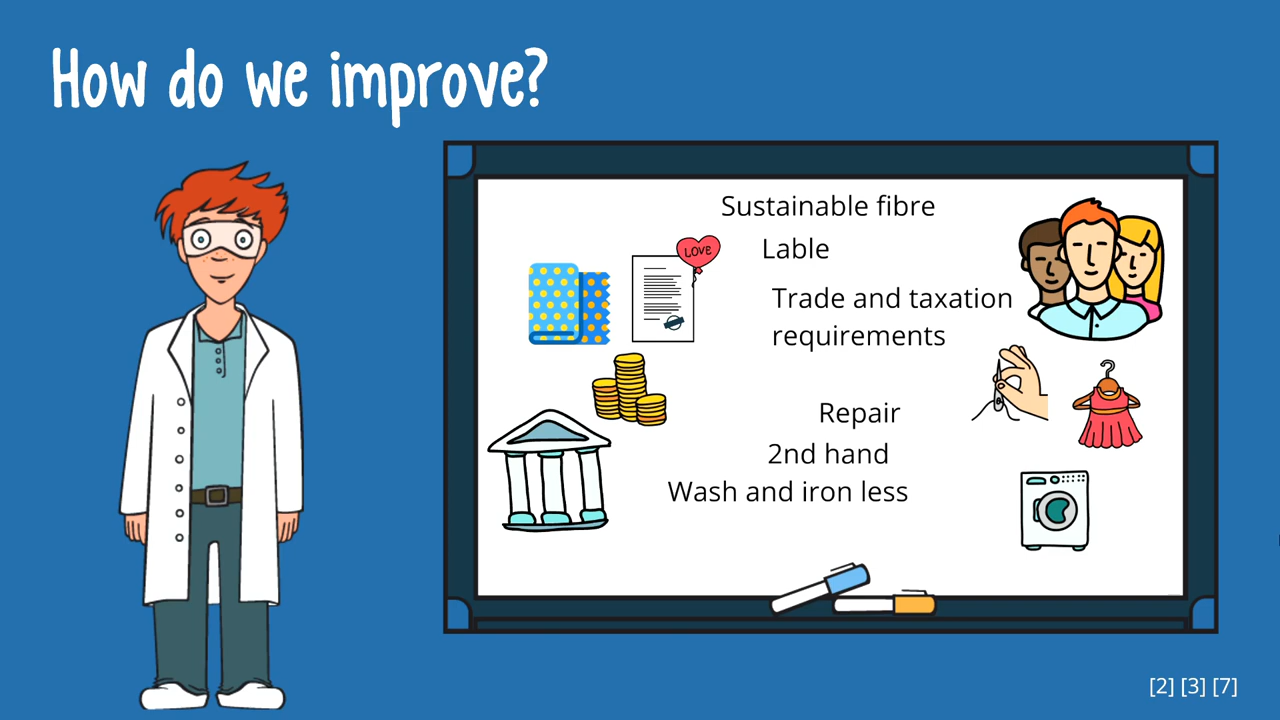 How do we improve?
Sustainable fibre
LOVE
Lable
Trade and taxation
requirements
Repair
2nd hand
Wash and iron less
[2] [3] [7]